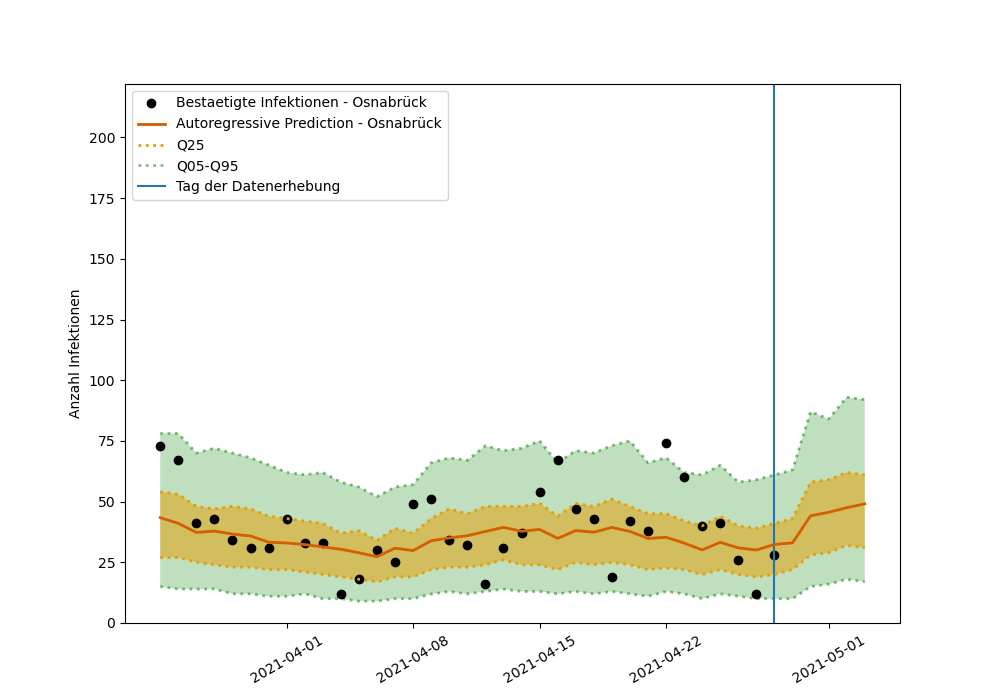 Bestaetigte Infektionen - Osnabrück
Autoregressive Prediction - Osnabrück
Q25
Q05-Q95
Tag der Datenerhebung
Anzahl Infektionen
200
175
150
125
100
75
50
25
0
2021-04-01
2021-04-08
2021-04-15
2021-04-22
2021-05-01